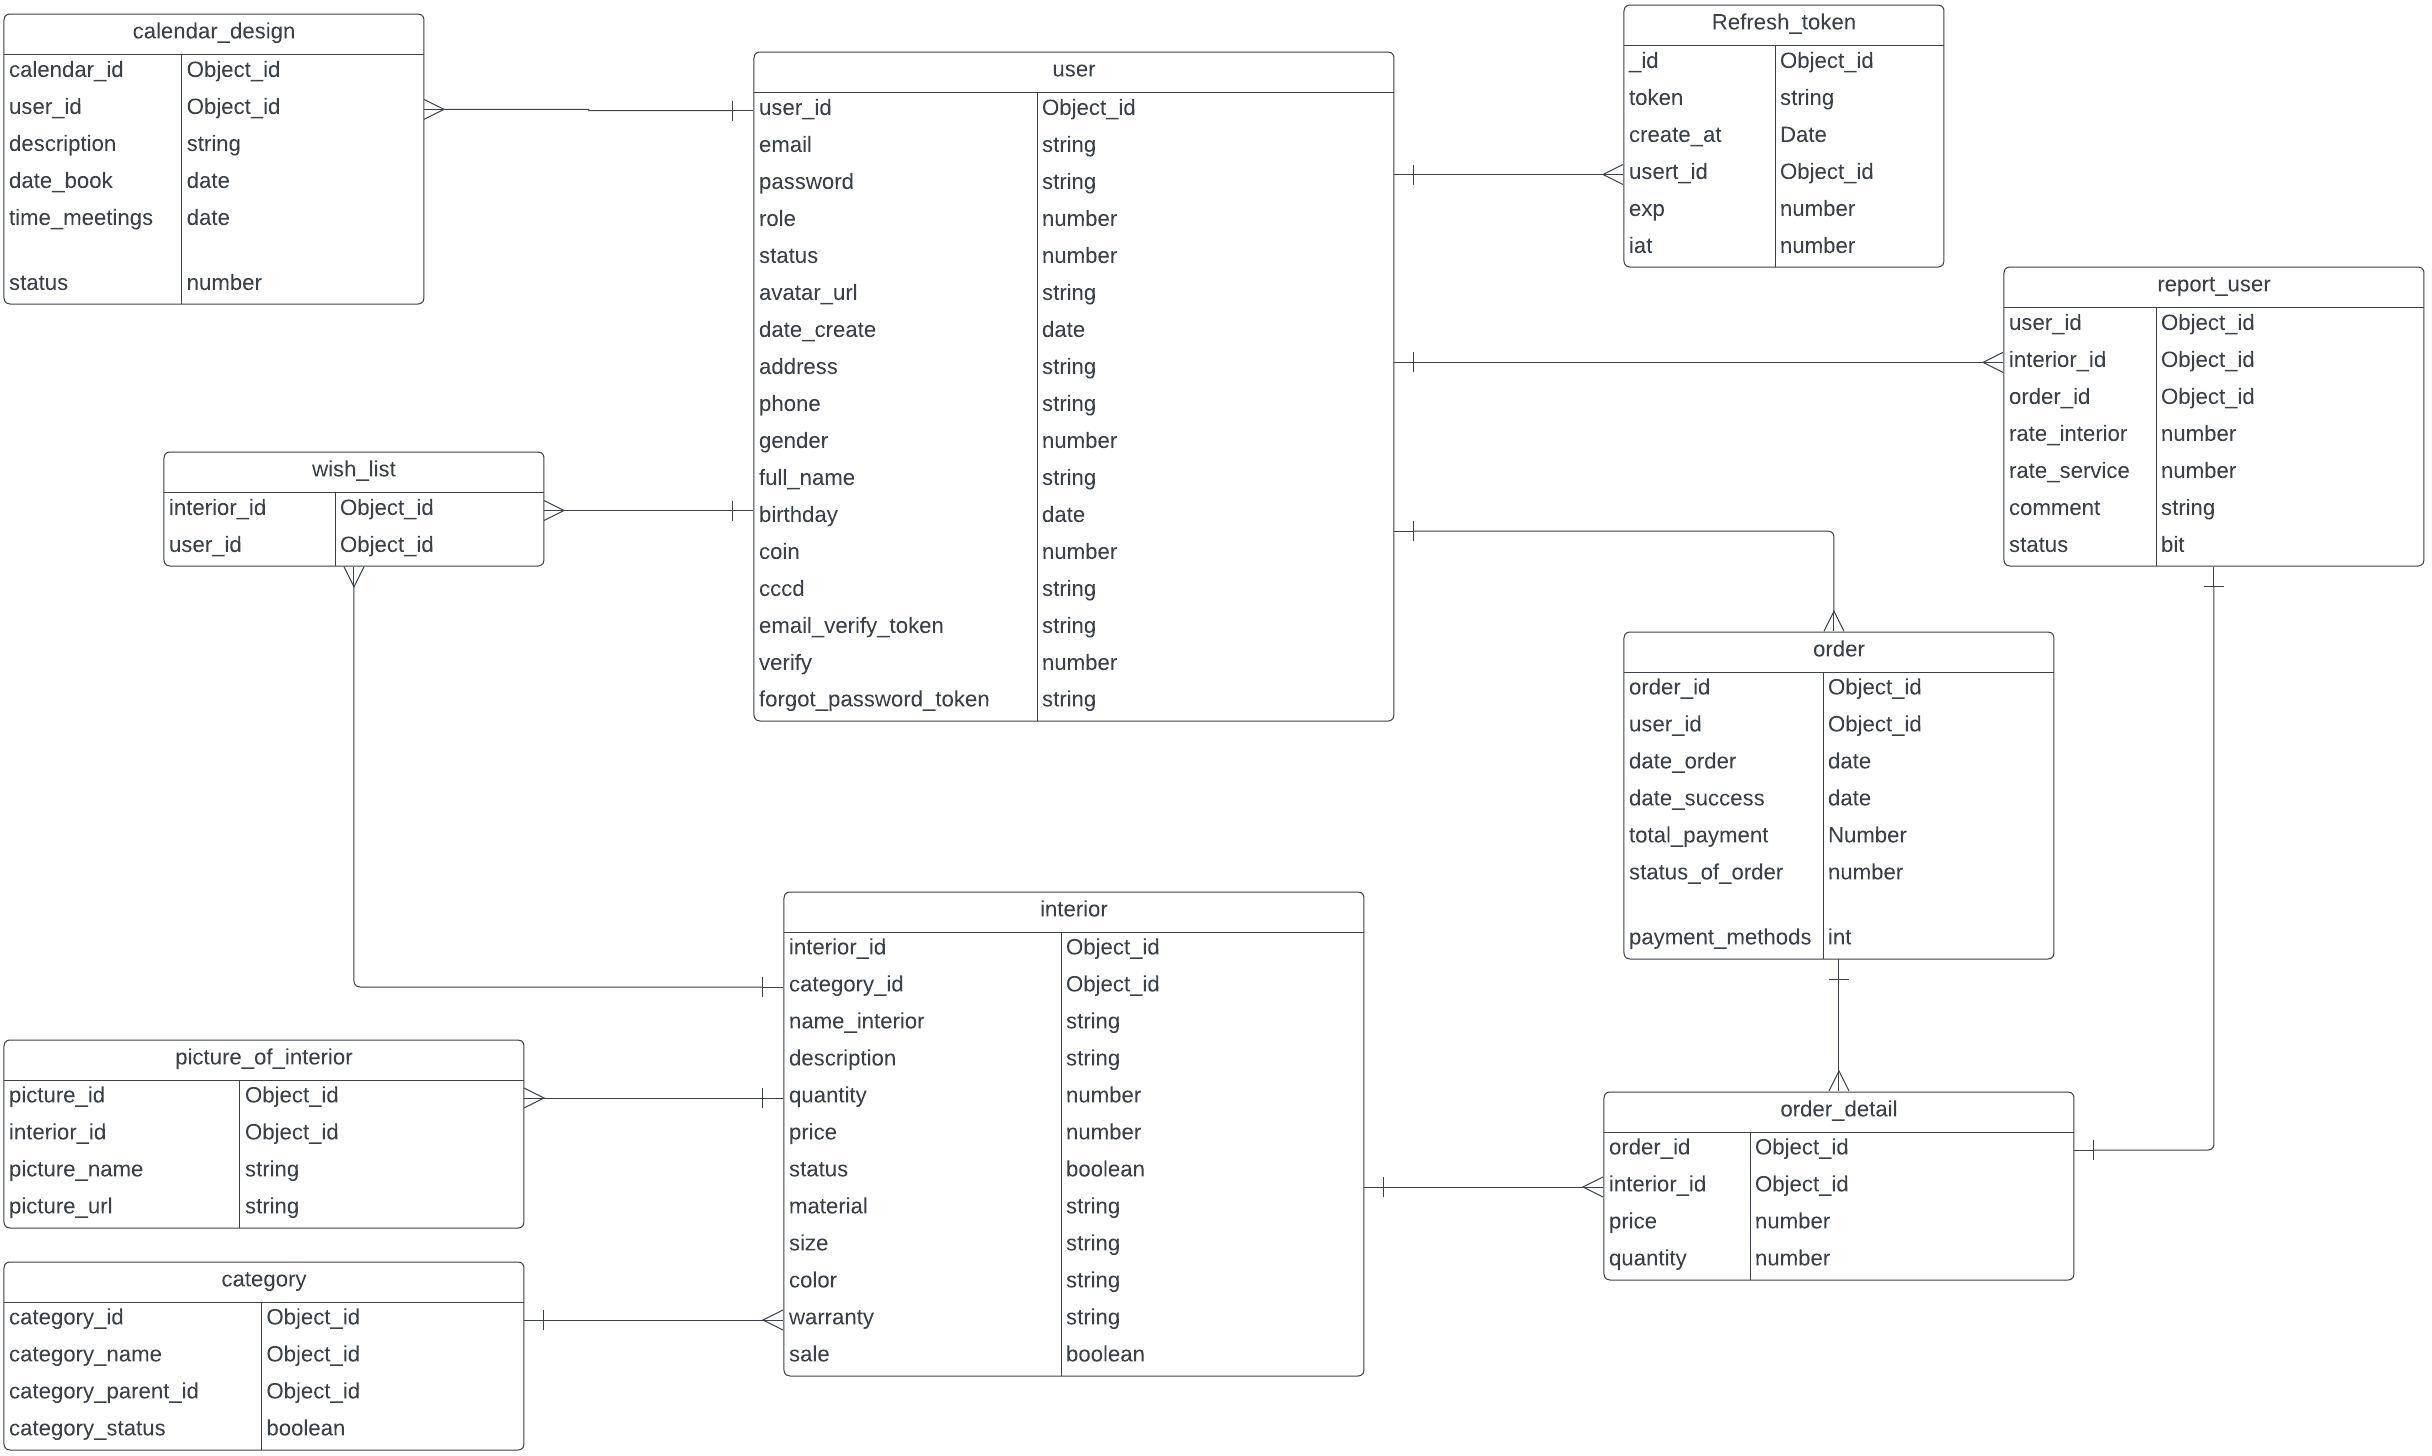 calendar_design
calendar_id Object_id
user_id Object_id
description string
date_book date
time_meetings date
status number
user
user_id Object_id
email string
password string
role number
status number
avatar_url string
date_create date
address string
phone string
gender number
full_name string
birthday date
coin number
cccd string
email_verify_token string
verify number
forgot_password_token string
Refresh_token
_id Object_id
token string
create_at Date
usert_id Object_id
exp number
iat number
report_user
user_id Object_id
interior_id Object_id
order_id Object_id
rate_interior number
rate_service number
comment string
status bit
wish_list
interior_id Object_id
user_id Object_id
order
order_id Object_id
user_id Object_id
date_order date
date_success date
total_payment Number
status_of_order number
payment_methods int
interior
interior_id Object_id
category_id Object_id
name_interior string
description string
quantity number
price number
status boolean
material string
size string
color string
warranty string
sale boolean
picture_of_interior
picture_id Object_id
interior_id Object_id
picture_name string
picture_url string
order_detail
order_id Object_id
interior_id Object_id
price number
quantity number
category
category_id Object_id
category_name Object_id
category_parent_id Object_id
category_status boolean